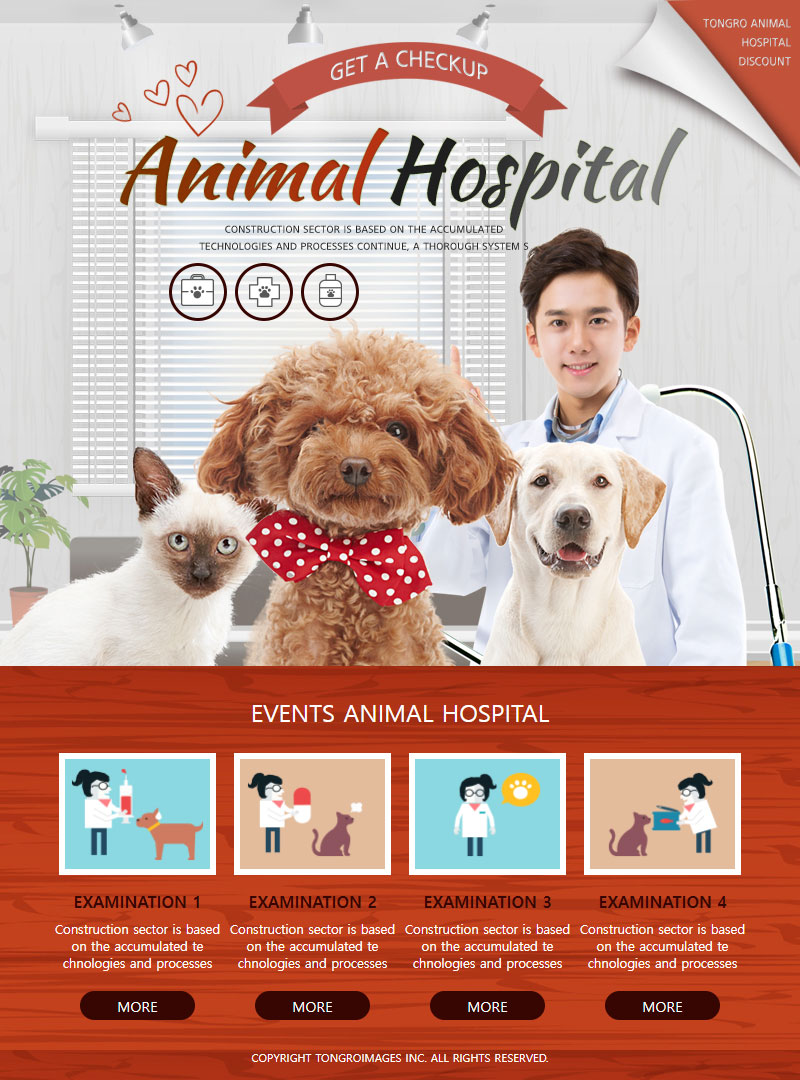 TONGRO ANIMAL
HOSPITAL
DISCOUNT
GET A CHECKUP
Animal Hospital
CONSTRUCTION SECTOR IS BASED ON THE ACCUMULATED
TECHNOLOGIES AND PROCESSES CONTINUE, A THOROUGH SYSTEM S
EVENTS ANIMAL HOSPITAL
EXAMINATION 1
Construction sector is based
on the accumulated te
chnologies and processes
MORE
EXAMINATION 2
Construction sector is based
on the accumulated te
chnologies and processes
MORE
EXAMINATION 3
Construction sector is based
on the accumulated te
chnologies and processes
MORE
EXAMINATION 4
Construction sector is based
on the accumulated te
chnologies and processes
MORE
COPYRIGHT TONGROIMAGES INC. ALL RIGHTS RESERVED.